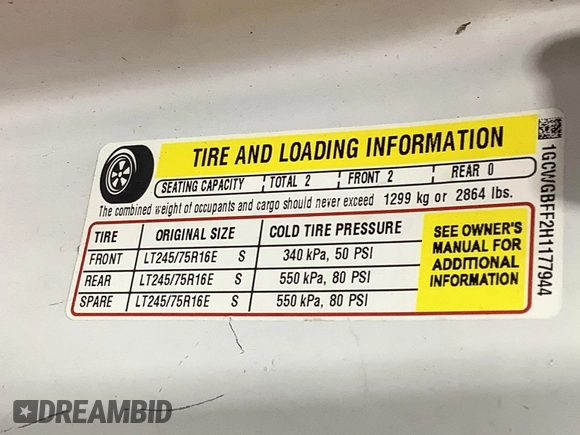 TIRE AND LOADING INFORMATION
SEATING CAPACITY TOTAL 2 FRONT 2 REAR 0
The combined weight of occupants and cargo should never exceed 1299 kg or 2864 lbs.
TIRE ORIGINAL SIZE COLD TIRE PRESSURE
FRONT LT245/75R16E S 340 kPa, 50 PSI
REAR LT245/75R16E S 550 kPa, 80 PSI
SPARE LT245/75R16E S 550 kPa, 80 PSI
SEE OWNER'S
MANUAL FOR
ADDITIONAL
INFORMATION
1GCWGBFF2H1177944
DREAMBID